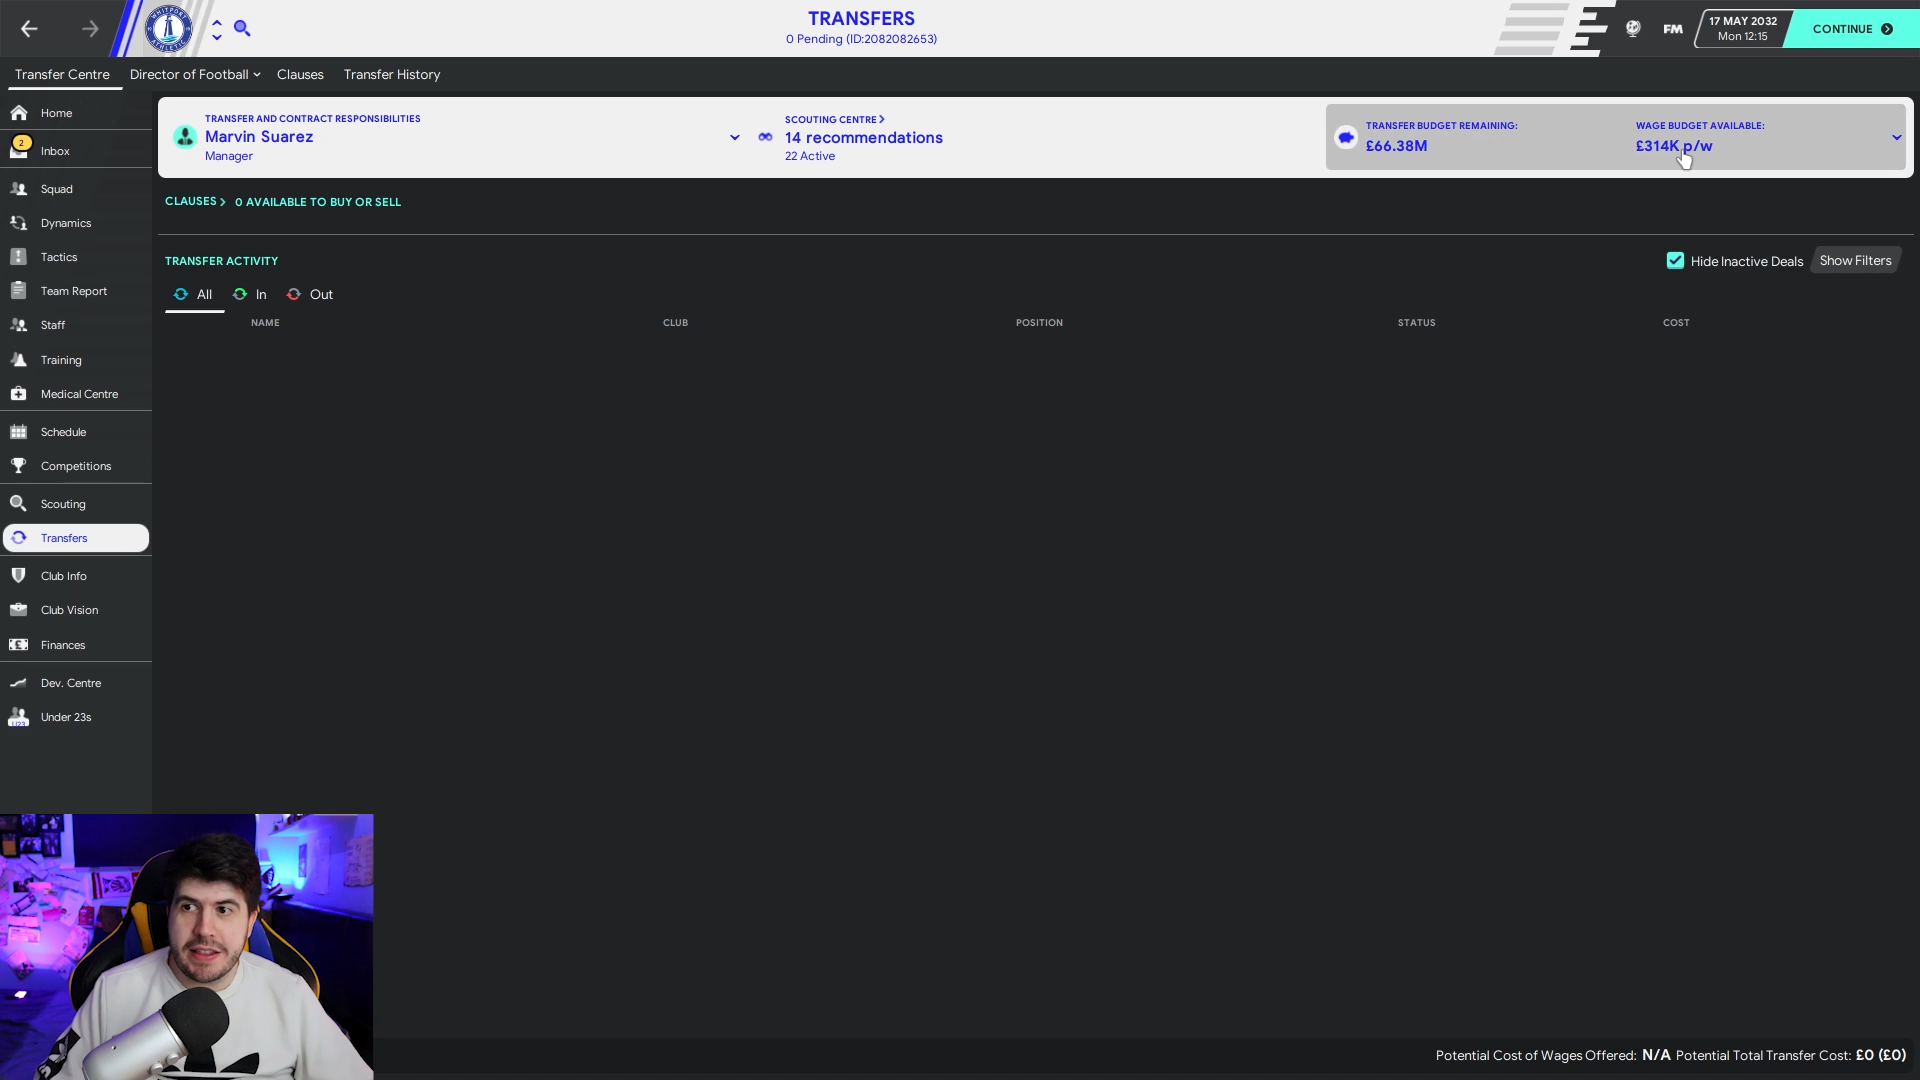 TRANSFERS
0 Pending (ID:2082082653)
FM
17 MAY 2032
Mon 12:15
CONTINUE
Transfer Centre
Director of Football
Clauses
Transfer History
Home
2
Inbox
Squad
Dynamics
Tactics
Team Report
Staff
Training
Medical Centre
Schedule
Competitions
Scouting
Transfers
Club Info
Club Vision
Finances
Dev. Centre
U23
Under 23s
WHITPORT
ATHLETIC
TRANSFER AND CONTRACT RESPONSIBILITIES
Marvin Suarez
Manager
SCOUTING CENTRE
14 recommendations
22 Active
TRANSFER BUDGET REMAINING:
£66.38M
WAGE BUDGET AVAILABLE:
£314K p/w
CLAUSES
0 AVAILABLE TO BUY OR SELL
TRANSFER ACTIVITY
Hide Inactive Deals
Show Filters
All
In
Out
NAME
CLUB
POSITION
STATUS
COST
Potential Cost of Wages Offered: N/A Potential Total Transfer Cost: £0 (£0)